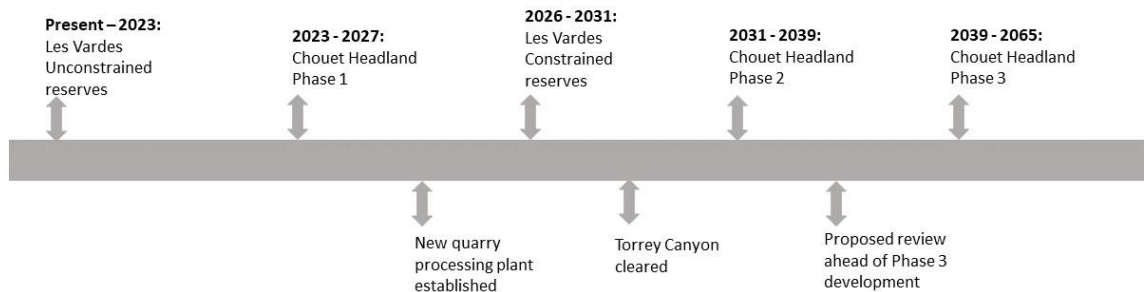 Present – 2023:
Les Vardes
Unconstrained
reserves
2023 - 2027:
Chouet Headland
Phase 1
2026 - 2031:
Les Vardes
Constrained
reserves
2031 - 2039:
Chouet Headland
Phase 2
2039 - 2065:
Chouet Headland
Phase 3
New quarry
processing plant
established
Torrey Canyon
cleared
Proposed review
ahead of Phase 3
development